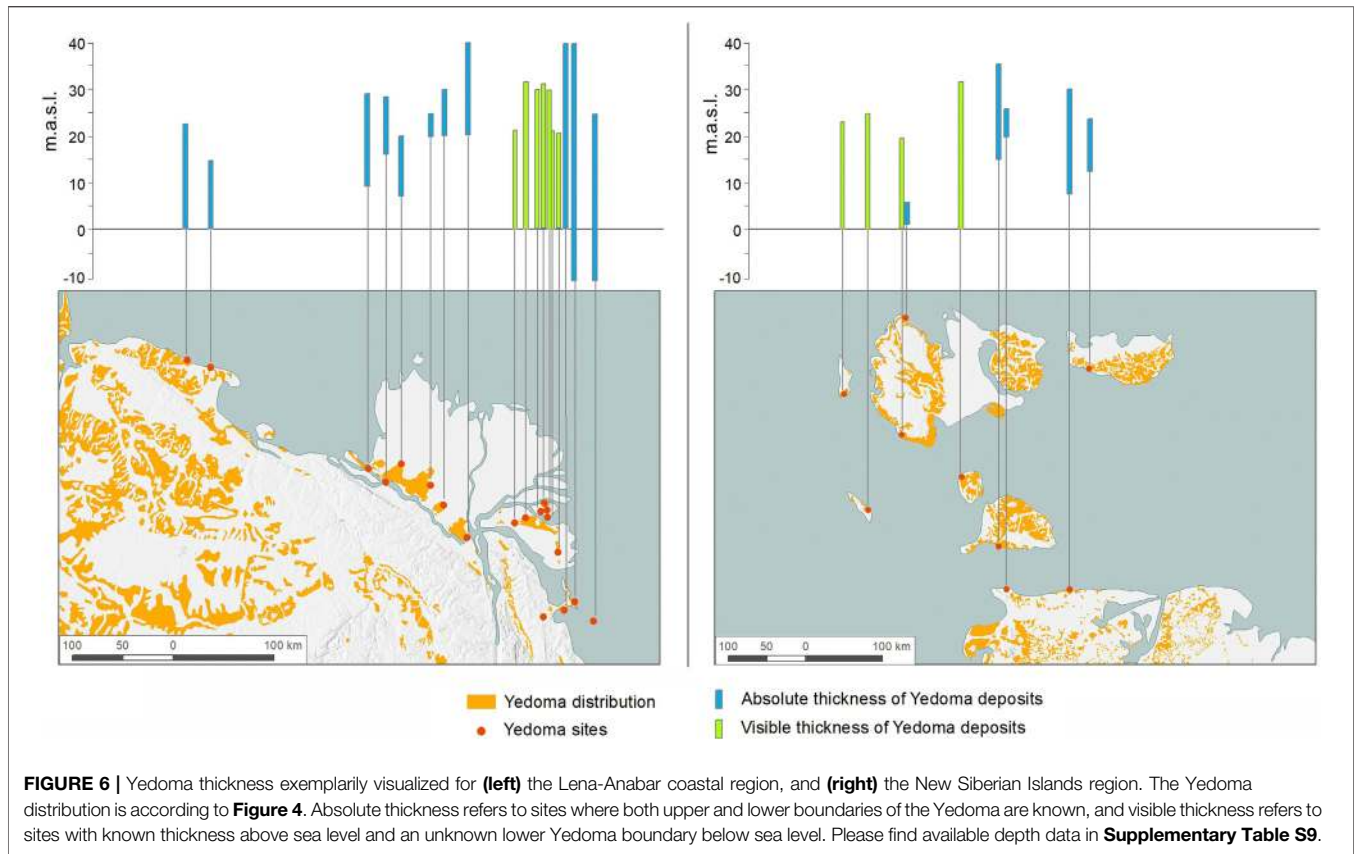 40
30
20
10
0
-10
m.a.s.l.
40
30
20
10
0
-10
m.a.s.l.
100 50 0 100 km
100 50 0 100 km
Yedoma distribution
Yedoma sites
Absolute thickness of Yedoma deposits
Visible thickness of Yedoma deposits
FIGURE 6 | Yedoma thickness exemplarily visualized for (left) the Lena-Anabar coastal region, and (right) the New Siberian Islands region. The Yedoma
distribution is according to Figure 4. Absolute thickness refers to sites where both upper and lower boundaries of the Yedoma are known, and visible thickness refers to
sites with known thickness above sea level and an unknown lower Yedoma boundary below sea level. Please find available depth data in Supplementary Table S9.